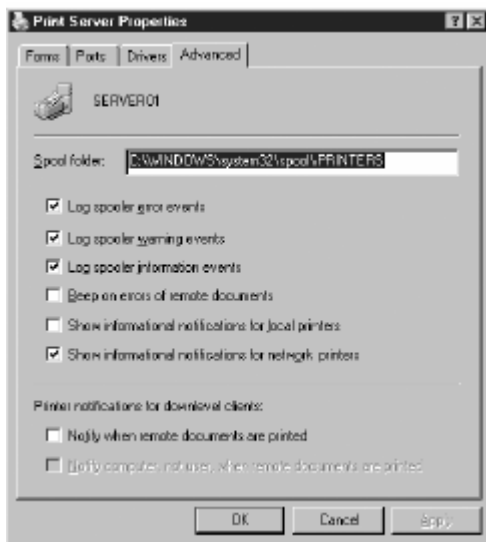 Print Server Properties
Forms Ports Drivers Advanced
SERVER01
Spool folder: C:\WINDOWS\system32\spool\PRINTERS
Log spooler error events
Log spooler warning events
Log spooler information events
Beep on errors of remote documents
Show informational notifications for local printers
Show informational notifications for network printers
Printer notifications for downlevel clients:
Notify when remote documents are printed
Notify computer, not user, when remote documents are printed
OK Cancel Apply